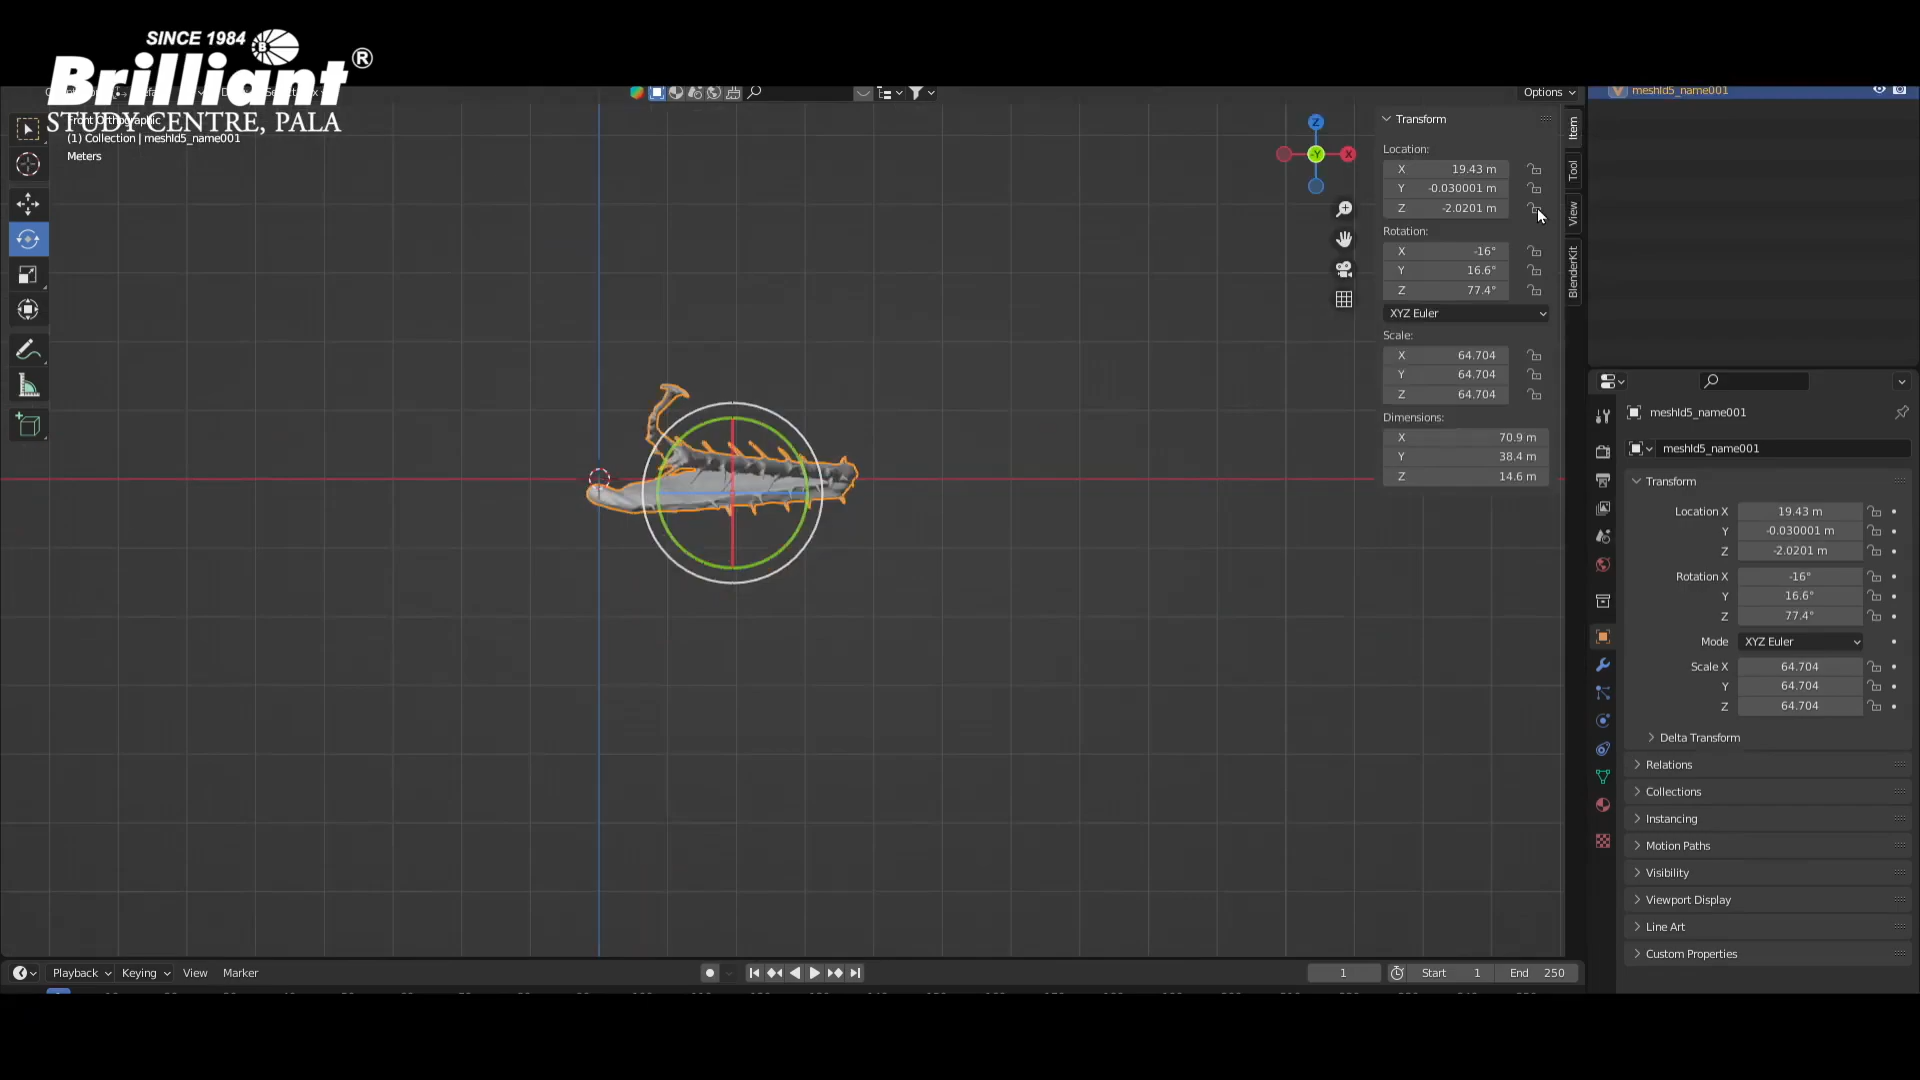 SINCE 1984
Brilliant®
STUDY CENTRE, PALA
Front Orthographic
(1) Collection | meshId5_name001
Meters
Options
Transform
Location:
X 19.43 m
Y -0.030001 m
Z -2.0201 m
Rotation:
X -16°
Y 16.6°
Z 77.4°
XYZ Euler
Scale:
X 64.704
Y 64.704
Z 64.704
Dimensions:
X 70.9 m
Y 38.4 m
Z 14.6 m
Item
Tool
View
BlenderKit
Z
-Y
X
meshId5_name001
meshId5_name001
meshId5_name001
Transform
Location X 19.43 m
Y -0.030001 m
Z -2.0201 m
Rotation X -16°
Y 16.6°
Z 77.4°
Mode XYZ Euler
Scale X 64.704
Y 64.704
Z 64.704
Delta Transform
Relations
Collections
Instancing
Motion Paths
Visibility
Viewport Display
Line Art
Custom Properties
Playback Keying View Marker
1
Start 1 End 250